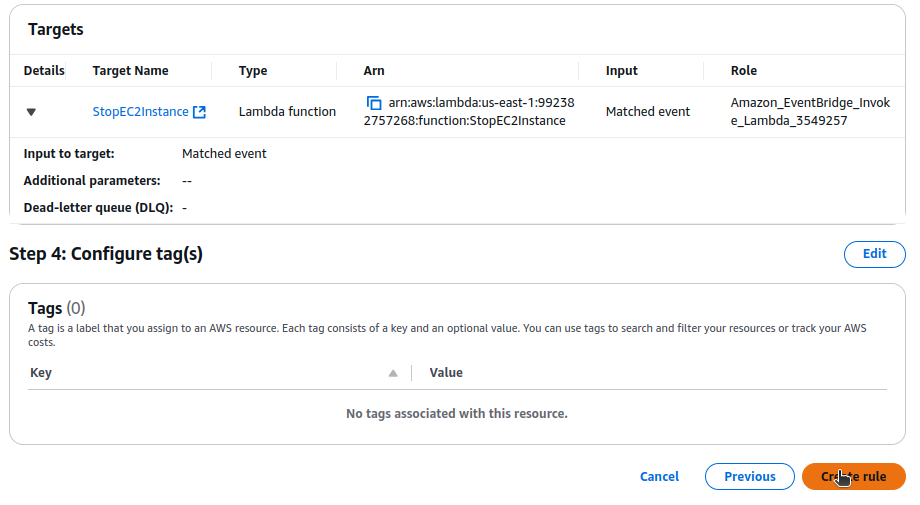 Targets
Details Target Name Type Arn Input Role
StopEC2Instance Lambda function arn:aws:lambda:us-east-1:99238 Matched event Amazon_EventBridge_Invok
2757268:function:StopEC2Instance e_Lambda_3549257
Input to target: Matched event
Additional parameters: --
Dead-letter queue (DLQ): -
Step 4: Configure tag(s) Edit
Tags (0)
A tag is a label that you assign to an AWS resource. Each tag consists of a key and an optional value. You can use tags to search and filter your resources or track your AWS
costs.
Key Value
No tags associated with this resource.
Cancel Previous Create rule